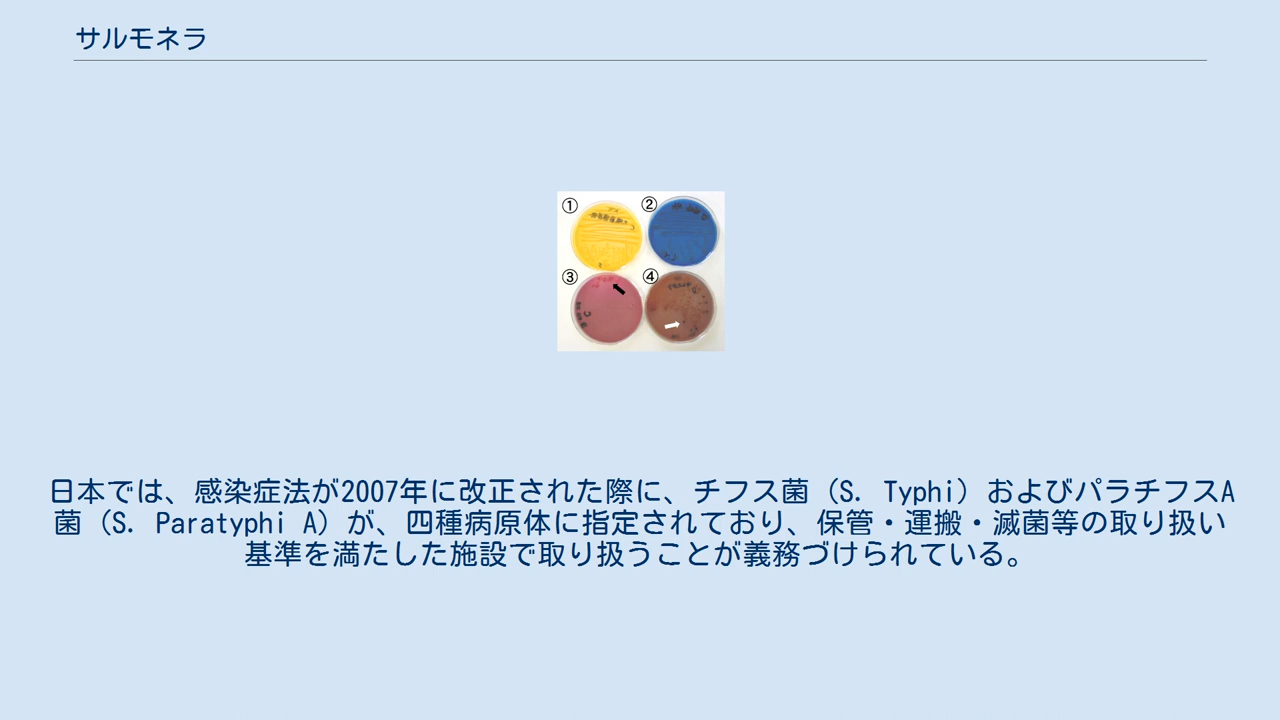 サルモネラ
①
②
③
④
日本では、感染症法が2007年に改正された際に、チフス菌（S. Typhi）およびパラチフスA
菌（S. Paratyphi A）が、四種病原体に指定されており、保管・運搬・滅菌等の取り扱い
基準を満たした施設で取り扱うことが義務づけられている。